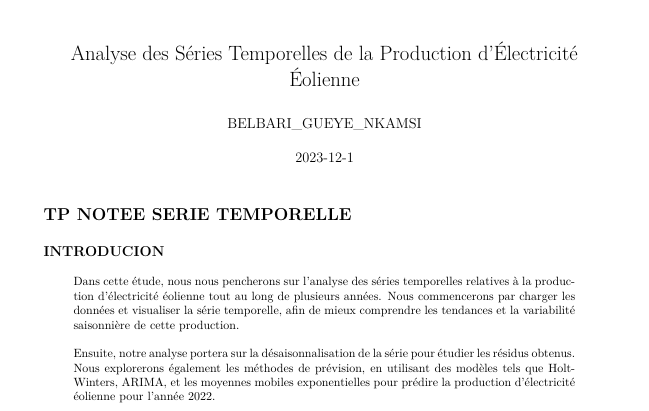 Analyse des Séries Temporelles de la Production d'Électricité
Éolienne
BELBARI_GUEYE_NKAMSI
2023-12-1
TP NOTEE SERIE TEMPORELLE
INTRODUCION
Dans cette étude, nous nous pencherons sur l'analyse des séries temporelles relatives à la produc-
tion d'électricité éolienne tout au long de plusieurs années. Nous commencerons par charger les
données et visualiser la série temporelle, afin de mieux comprendre les tendances et la variabilité
saisonnière de cette production.
Ensuite, notre analyse portera sur la désaisonnalisation de la série pour étudier les résidus obtenus.
Nous explorerons également les méthodes de prévision, en utilisant des modèles tels que Holt-
Winters, ARIMA, et les moyennes mobiles exponentielles pour prédire la production d'électricité
éolienne pour l'année 2022.